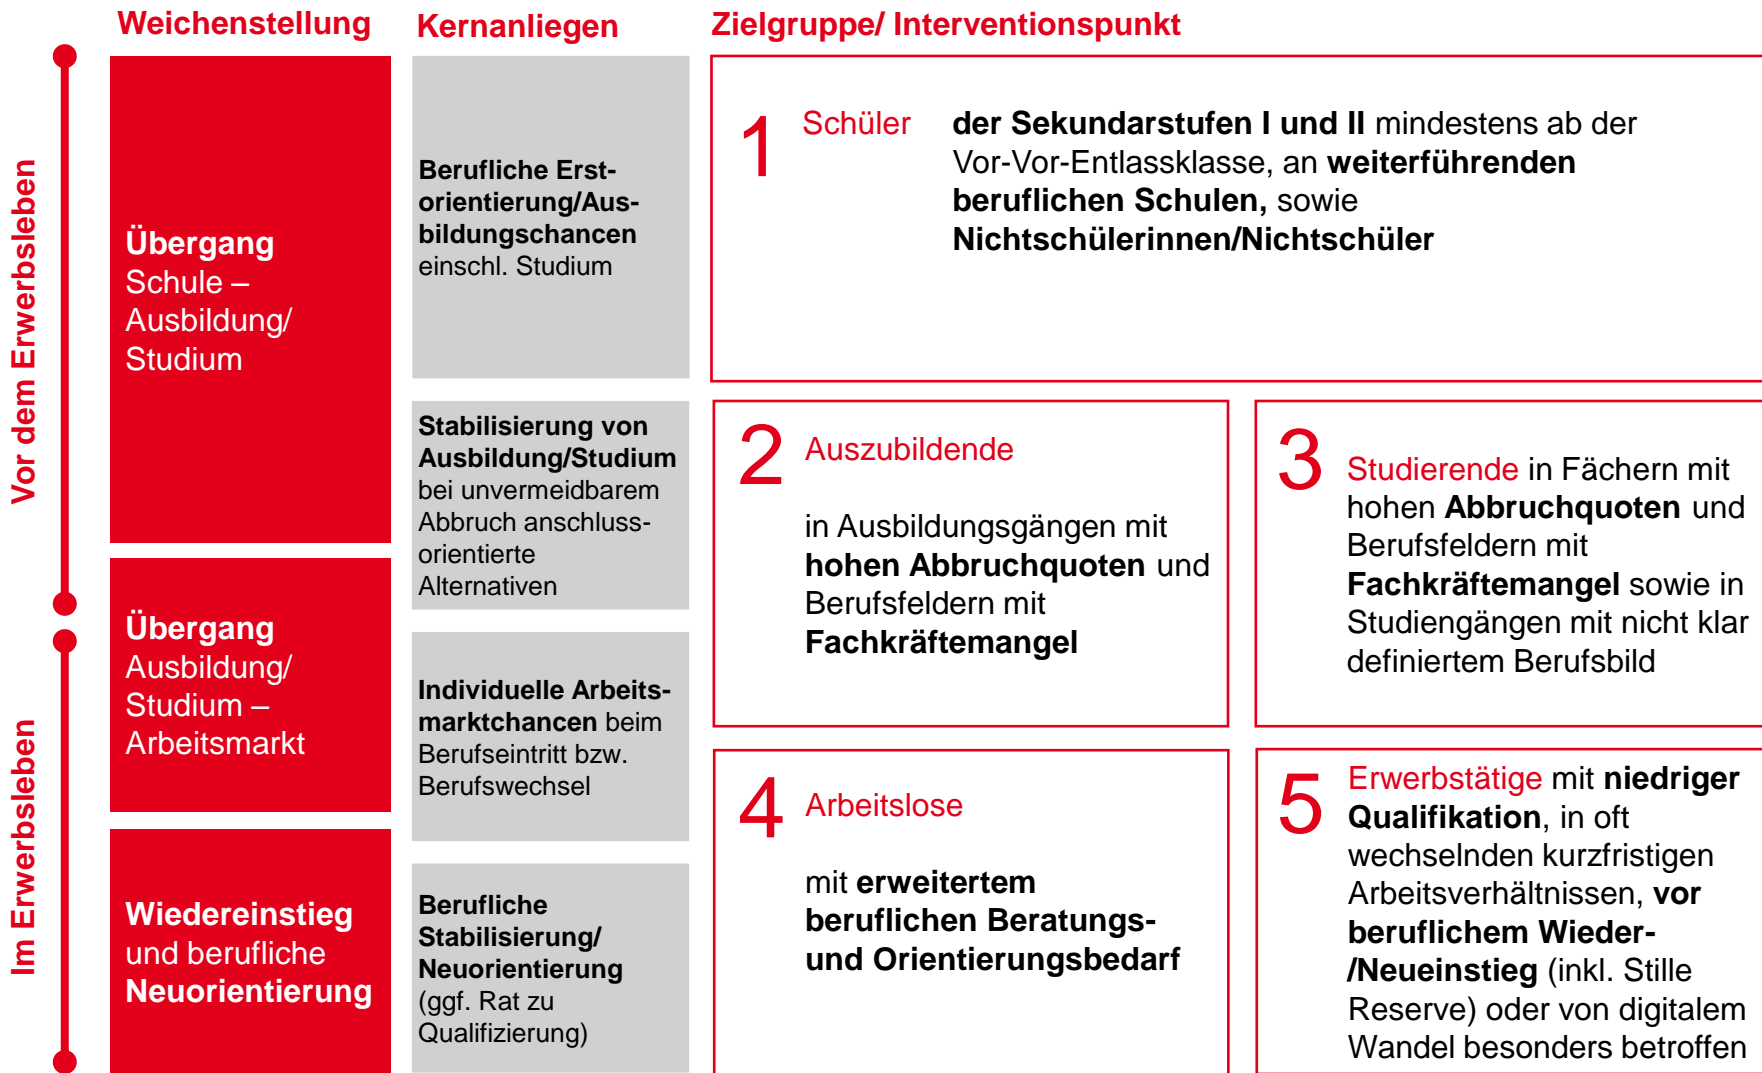 Weichenstellung
Kernanliegen
Zielgruppe/ Interventionspunkt
Vor dem Erwerbsleben
Im Erwerbsleben
Übergang
Schule –
Ausbildung/
Studium
Übergang
Ausbildung/
Studium –
Arbeitsmarkt
Wiedereinstieg
und berufliche
Neuorientierung
Berufliche Erst-
orientierung/Aus-
bildungschancen
einschl. Studium
Stabilisierung von
Ausbildung/Studium
bei unvermeidbarem
Abbruch anschluss-
orientierte
Alternativen
Individuelle Arbeits-
marktchancen beim
Berufseintritt bzw.
Berufswechsel
Berufliche
Stabilisierung/
Neuorientierung
(ggf. Rat zu
Qualifizierung)
1 Schüler der Sekundarstufen I und II mindestens ab der
Vor-Vor-Entlassklasse, an weiterführenden
beruflichen Schulen, sowie
Nichtschülerinnen/Nichtschüler
2 Auszubildende
in Ausbildungsgängen mit
hohen Abbruchquoten und
Berufsfeldern mit
Fachkräftemangel
3 Studierende in Fächern mit
hohen Abbruchquoten und
Berufsfeldern mit
Fachkräftemangel sowie in
Studiengängen mit nicht klar
definiertem Berufsbild
4 Arbeitslose
mit erweitertem
beruflichen Beratungs-
und Orientierungsbedarf
5 Erwerbstätige mit niedriger
Qualifikation, in oft
wechselnden kurzfristigen
Arbeitsverhältnissen, vor
beruflichem Wieder-
/Neueinstieg (inkl. Stille
Reserve) oder von digitalem
Wandel besonders betroffen